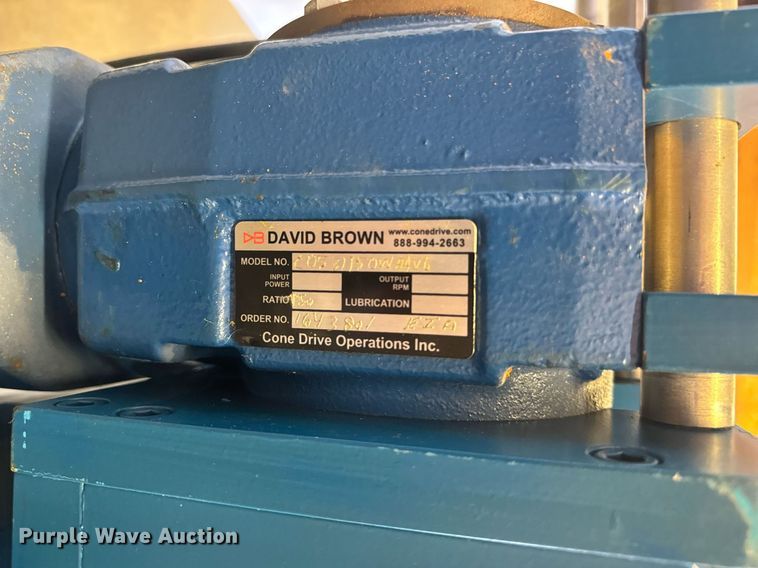 DB DAVID BROWN
www.conedrive.com
888-994-2663
MODEL NO.
INPUT POWER
OUTPUT RPM
RATIO
LUBRICATION
ORDER NO.
Cone Drive Operations Inc.
Purple Wave Auction